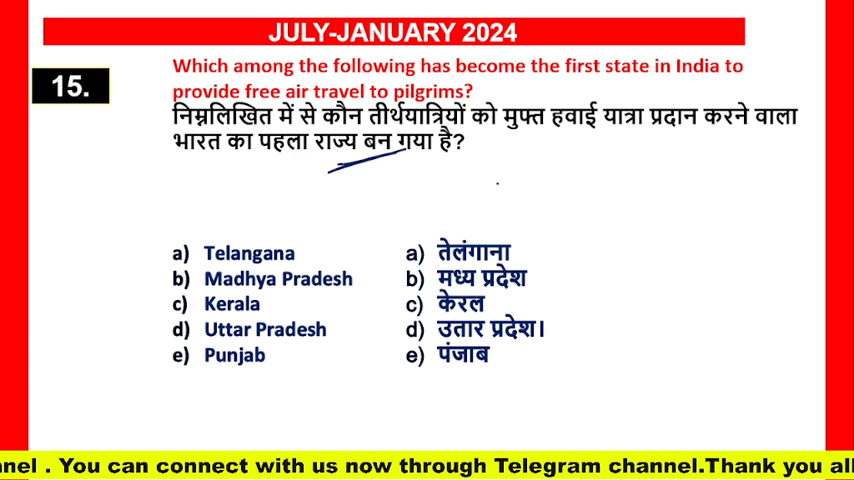 JULY-JANUARY 2024
15.
Which among the following has become the first state in India to
provide free air travel to pilgrims?
निम्नलिखित में से कौन तीर्थयात्रियों को मुफ्त हवाई यात्रा प्रदान करने वाला
भारत का पहला राज्य बन गया है?
a) Telangana
b) Madhya Pradesh
c) Kerala
d) Uttar Pradesh
e) Punjab
a) तेलंगाना
b) मध्य प्रदेश
c) केरल
d) उतार प्रदेश।
e) पंजाब
nnel . You can connect with us now through Telegram channel.Thank you all